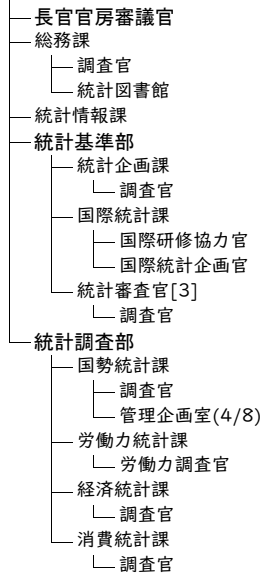 長官官房審議官
総務課
調査官
統計図書館
統計情報課
統計基準部
統計企画課
調査官
国際統計課
国際研修協力官
国際統計企画官
統計審査官[3]
調査官
統計調査部
国勢統計課
調査官
管理企画室(4/8)
労働力統計課
労働力調査官
経済統計課
調査官
消費統計課
調査官